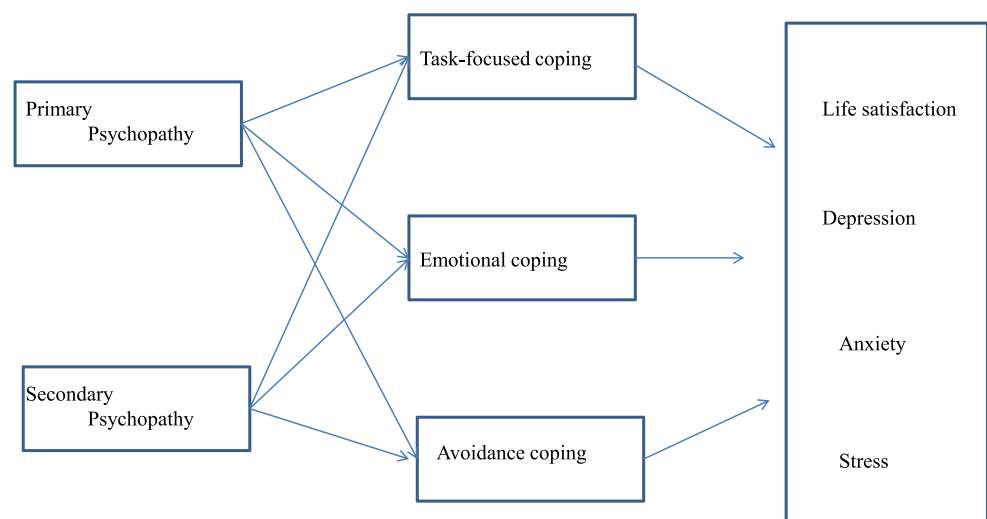 Primary
Psychopathy
Secondary
Psychopathy
Task-focused coping
Emotional coping
Avoidance coping
Life satisfaction
Depression
Anxiety
Stress